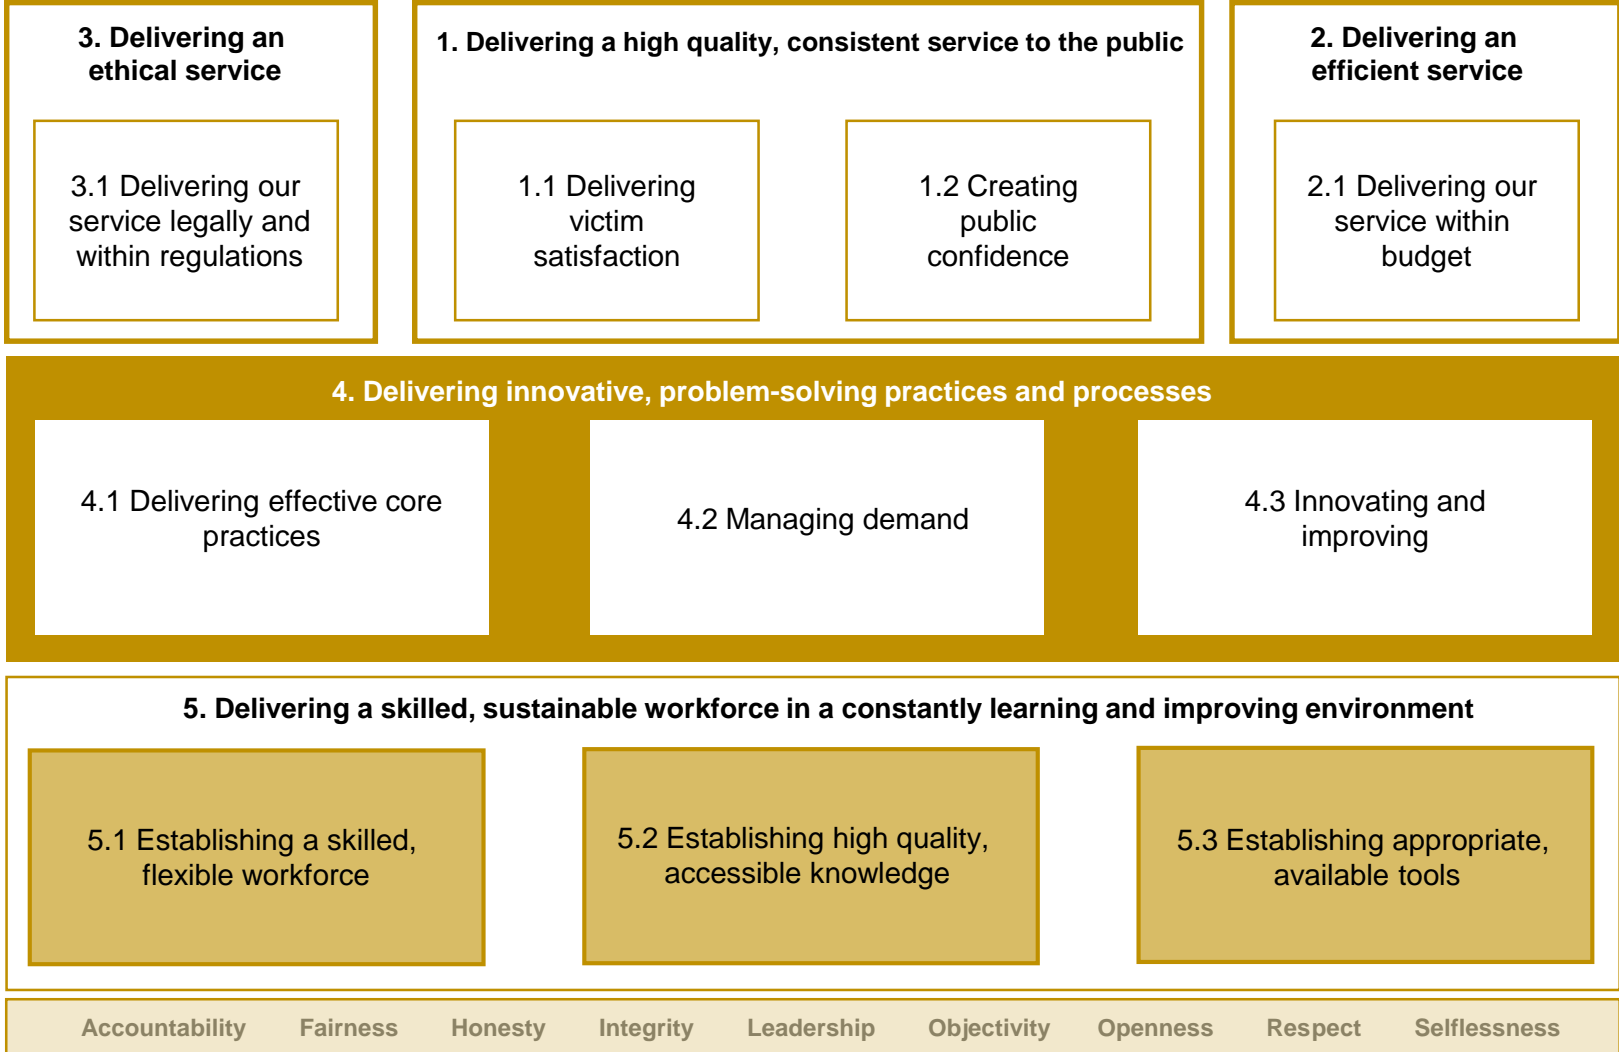 3. Delivering an
ethical service
3.1 Delivering our
service legally and
within regulations
1. Delivering a high quality, consistent service to the public
1.1 Delivering
victim
satisfaction
1.2 Creating
public
confidence
2. Delivering an
efficient service
2.1 Delivering our
service within
budget
4. Delivering innovative, problem-solving practices and processes
4.1 Delivering effective core
practices
4.2 Managing demand
4.3 Innovating and
improving
5. Delivering a skilled, sustainable workforce in a constantly learning and improving environment
5.1 Establishing a skilled,
flexible workforce
5.2 Establishing high quality,
accessible knowledge
5.3 Establishing appropriate,
available tools
Accountability Fairness Honesty Integrity Leadership Objectivity Openness Respect Selflessness